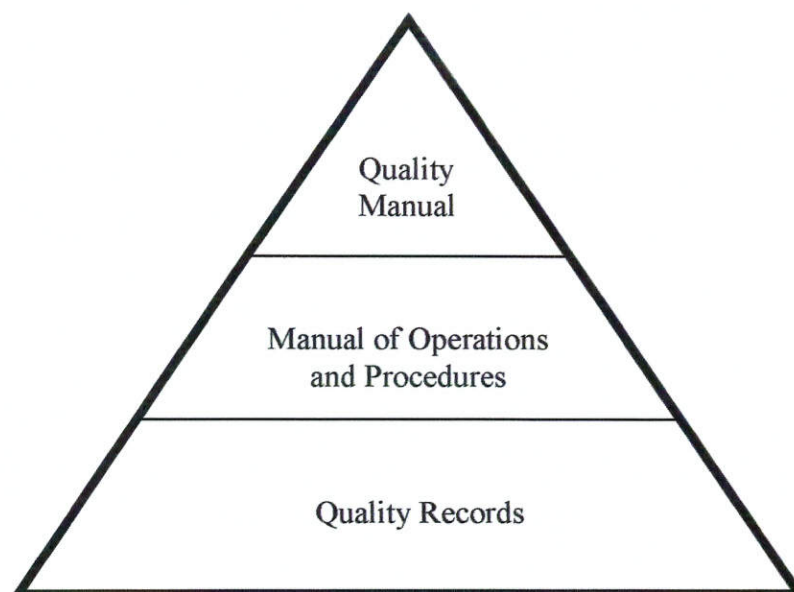 Quality
Manual
Manual of Operations
and Procedures
Quality Records